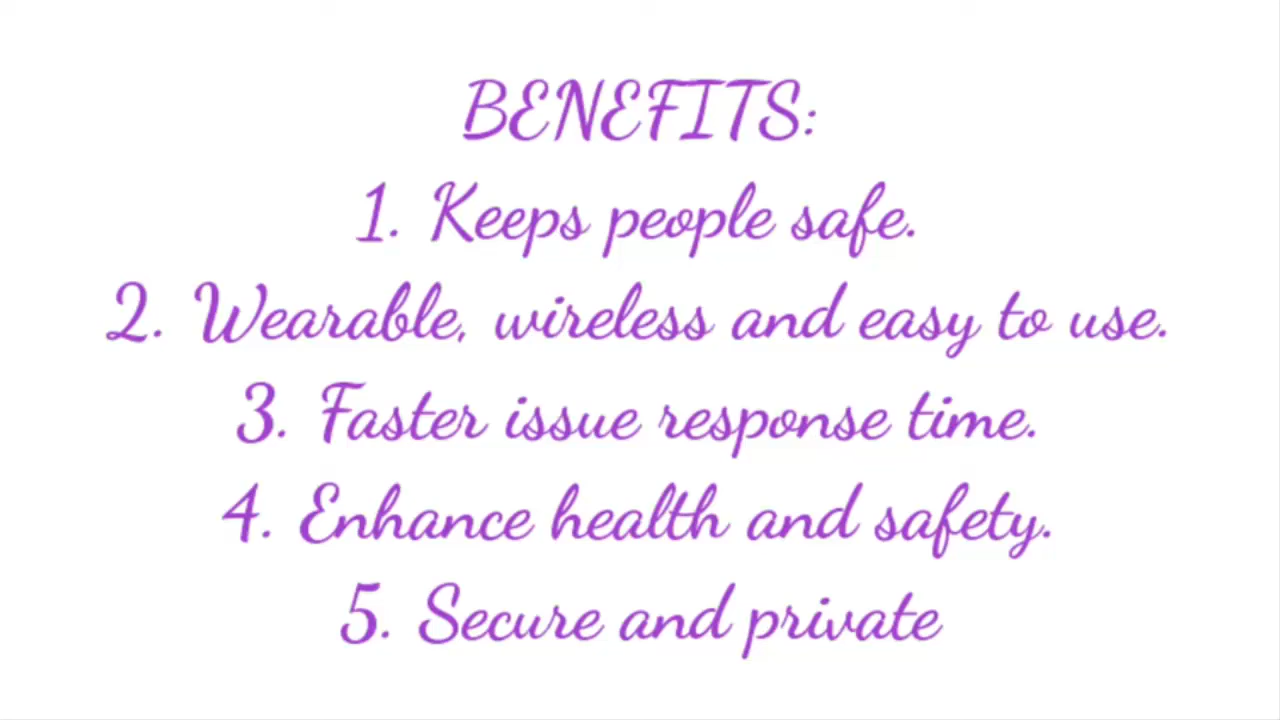 BENEFITS:
1. Keeps people safe.
2. Wearable, wireless and easy to use.
3. Faster issue response time.
4. Enhance health and safety.
5. Secure and private